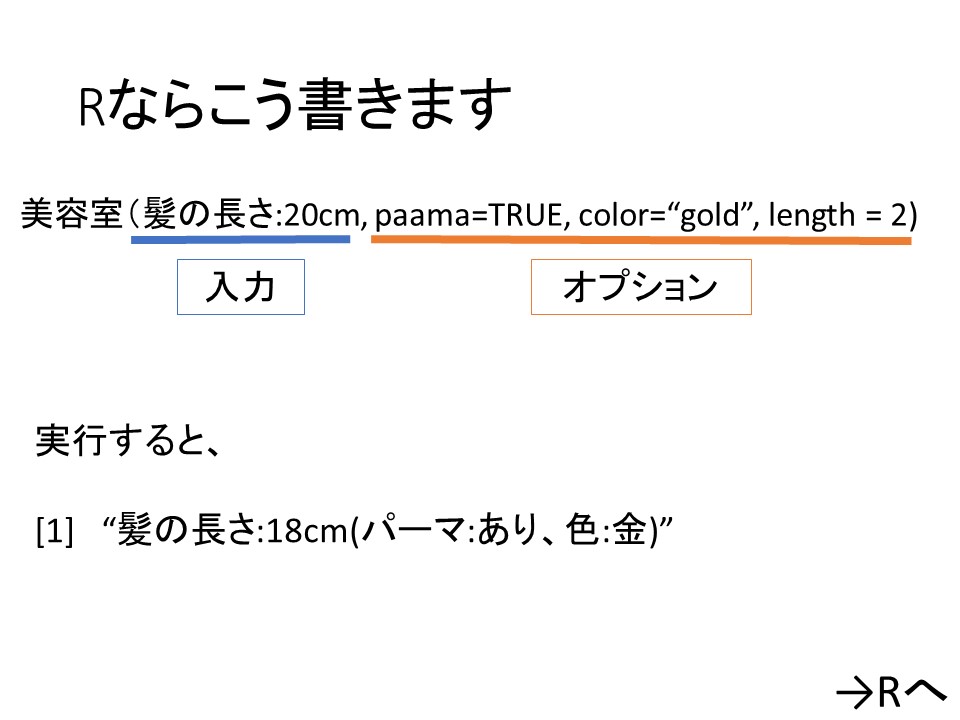 Rならこう書きます
美容室（髪の長さ:20cm, paama=TRUE, color=“gold”, length = 2)
入力
オプション
実行すると、
[1] “髪の長さ:18cm(パーマ:あり、色:金)”
→Rへ